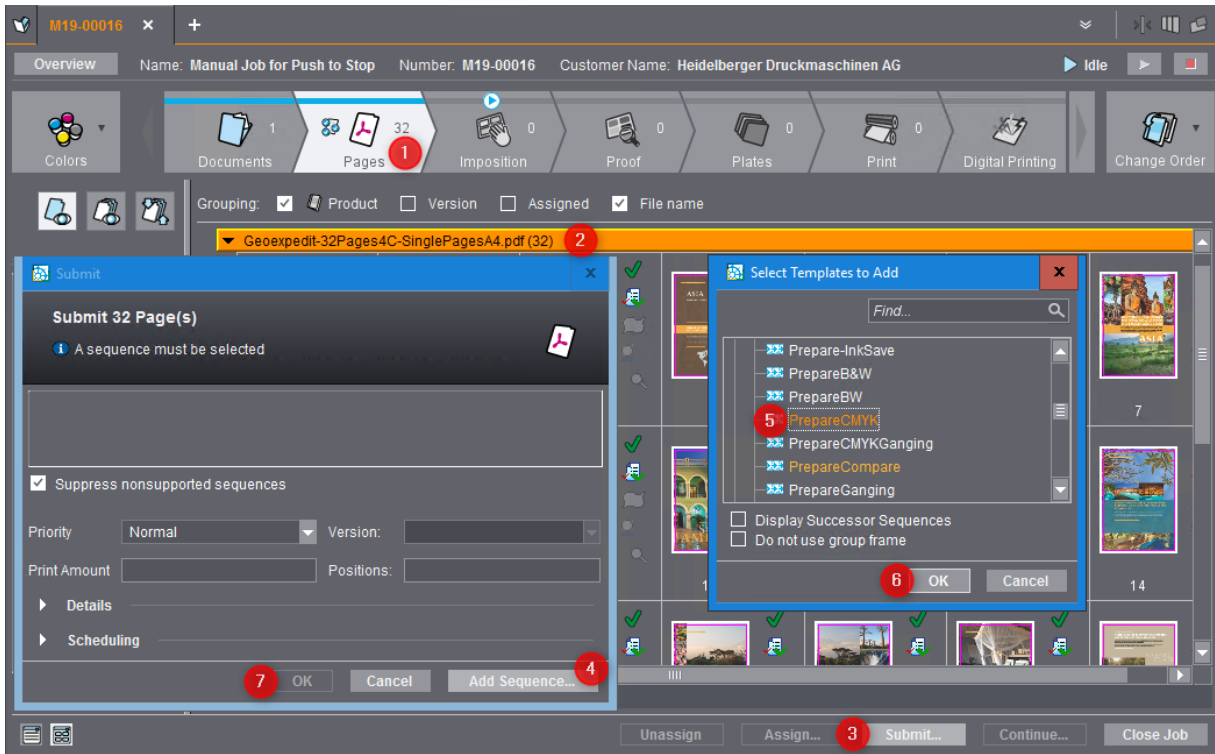 M19-00016 × +
Overview Name: Manual Job for Push to Stop Number: M19-00016 Customer Name: Heidelberger Druckmaschinen AG Idle
Colors
1
Documents
32
Pages
1
0
Imposition
0
Proof
0
Plates
0
Print
Digital Printing
Change Order
Grouping: Product Version Assigned File name
Geoexpedit-32Pages4C-SinglePagesA4.pdf (32) 2
Submit x
Submit 32 Page(s)
A sequence must be selected
Suppress nonsupported sequences
Priority Normal Version:
Print Amount Positions:
Details
Scheduling
7 OK Cancel Add Sequence... 4
ASIA
Select Templates to Add x
Find...
Prepare-InkSave
PrepareB&W
PrepareBW
5 PrepareCMYK
PrepareCMYKGanging
PrepareCompare
PrepareGanging
Display Successor Sequences
Do not use group frame
6 OK Cancel
ASIA
7
1
14
Unassign Assign... 3 Submit... Continue... Close Job